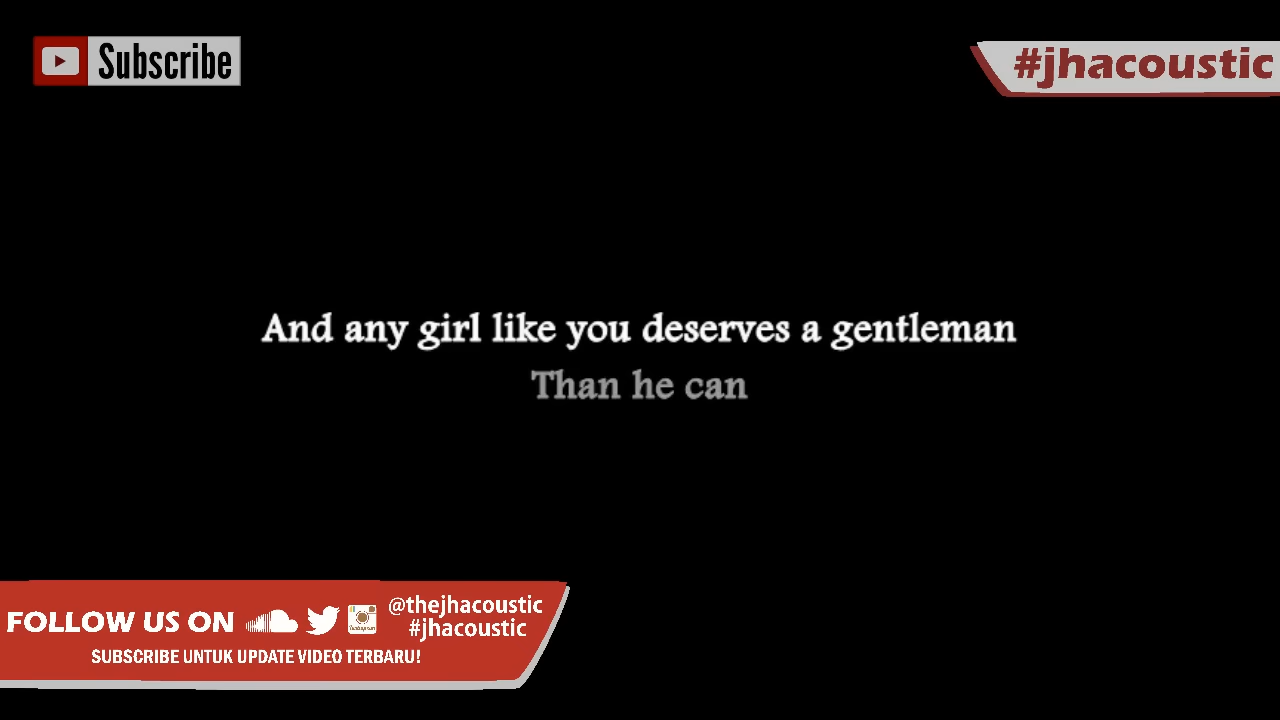 Subscribe
#jhacoustic
And any girl like you deserves a gentleman
Than he can
FOLLOW US ON
@thejhacoustic
#jhacoustic
SUBSCRIBE UNTUK UPDATE VIDEO TERBARU!